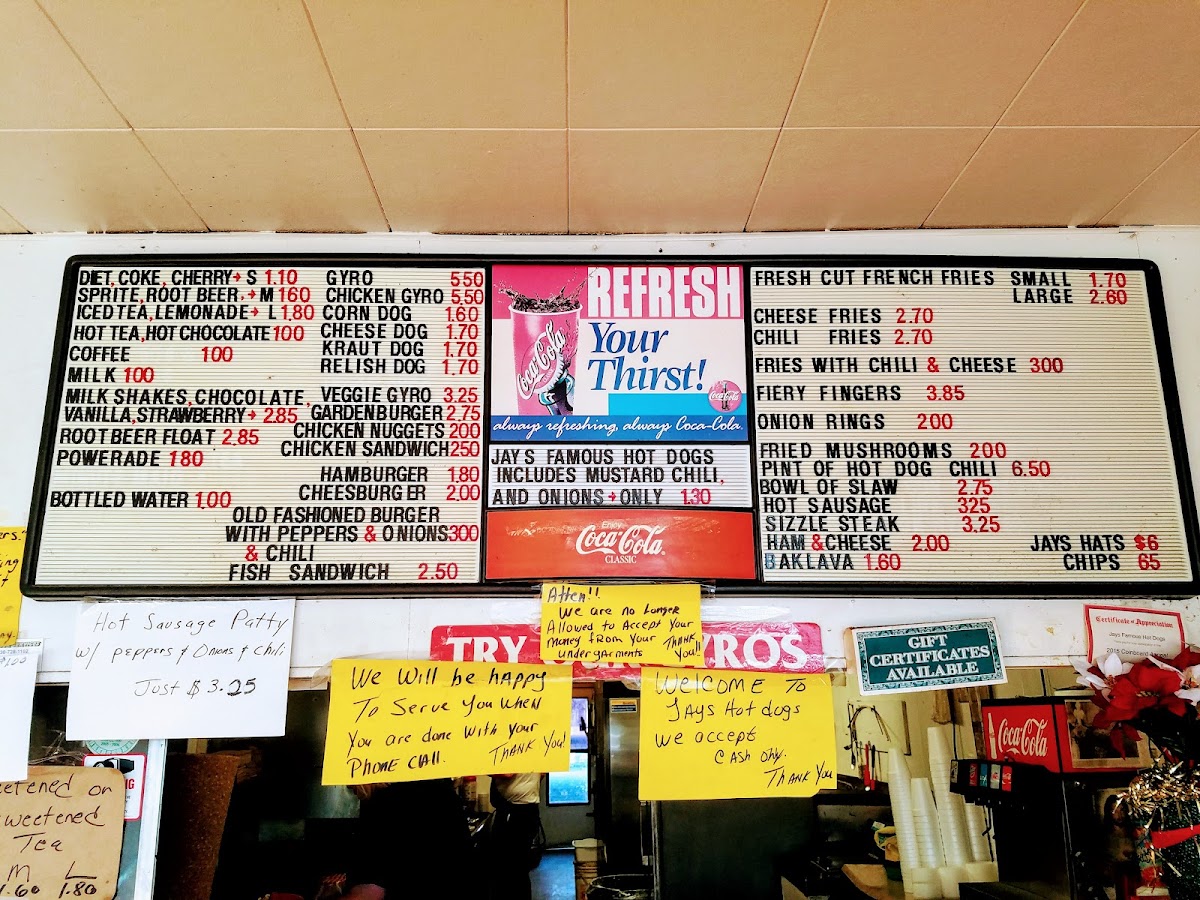 DIET, COKE, CHERRY→ S 1.10
SPRITE, ROOT BEER,→ M 160
ICED TEA, LEMONADE→ L 1,80
HOT TEA, HOT CHOCOLATE 100
COFFEE 100
MILK 100
MILK SHAKES, CHOCOLATE,
VANILLA, STRAWBERRY→ 2.85
ROOT BEER FLOAT 2,85
POWERADE 180
BOTTLED WATER 1.00
GYRO 550
CHICKEN GYRO 5,50
CORN DOG 1.60
CHEESE DOG 1.70
KRAUT DOG 1.70
RELISH DOG 1.70
VEGGIE GYRO 3.25
GARDENBURGER 2,75
CHICKEN NUGGETS 200
CHICKEN SANDWICH 250
HAMBURGER 1.80
CHEESBURGER 2.00
OLD FASHIONED BURGER
WITH PEPPERS & ONIONS 300
& CHILI
FISH SANDWICH 2.50
REFRESH
Your
Thirst!
Coca-Cola
Coca-Cola
always refreshing, always Coca-Cola.
JAY'S FAMOUS HOT DOGS
INCLUDES MUSTARD CHILI,
AND ONIONS→ ONLY 1.30
Enjoy
Coca-Cola
CLASSIC
FRESH CUT FRENCH FRIES SMALL 1.70
LARGE 2.60
CHEESE FRIES 2.70
CHILI FRIES 2.70
FRIES WITH CHILI & CHEESE 300
FIERY FINGERS 3.85
ONION RINGS 200
FRIED MUSHROOMS 200
PINT OF HOT DOG CHILI 6.50
BOWL OF SLAW 2.75
HOT SAUSAGE 325
SIZZLE STEAK 3.25
HAM & CHEESE 2.00
BAKLAVA 1.60
JAYS HATS $6
CHIPS 65
Hot Sausage Patty
w/ PEPPERS & Onions & Chili
Just $3.25
Atten!!
We are no Longer
Allowed to Accept Your
money from Your
undergarments
THANK
You!!
TRY
GYROS
We Will be happy
To Serve You When
You are done with Your
PHONE CALL.
THANK You!
WELCOME To
JAYS Hot dogs
we accept
CASH only.
THANK You
GIFT
CERTIFICATES
AVAILABLE
Certificate of Appreciation
Jays Famous Hot Dogs
Coca-Cola
sweetened
Tea
M L
1.60 1.80